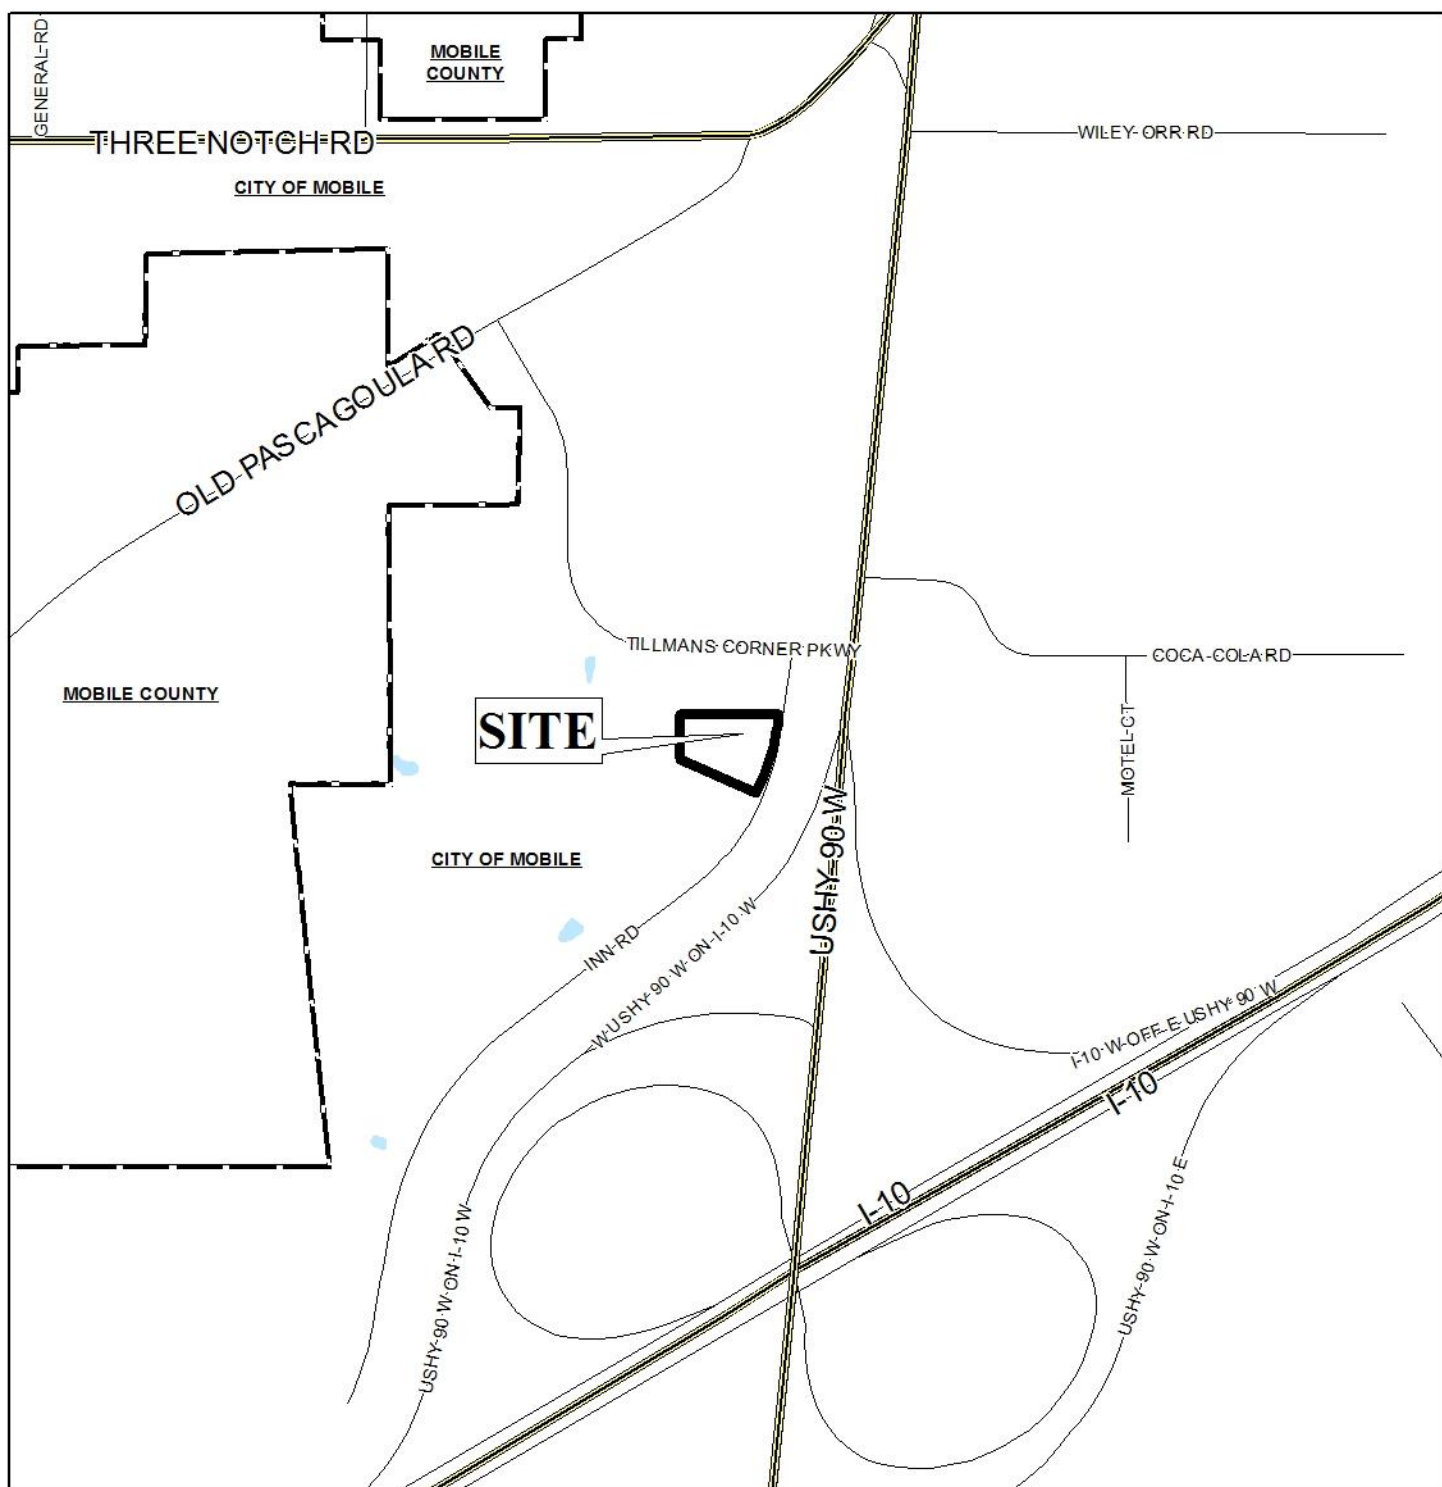 GENERAL RD
MOBILE
COUNTY
THREE NOTCH RD
WILEY ORR RD
CITY OF MOBILE
OLD PASCAGOULA RD
TILLMANS CORNER PKWY
COCA COLA RD
MOBILE COUNTY
SITE
MOTEL CT
USHY 90 W
CITY OF MOBILE
INN RD
W USHY 90 W ON I-10 W
I-10 W OFF E USHY 90 W
I-10
I-10
USHY 90 W ON I-10 W
USHY 90 W ON I-10 E